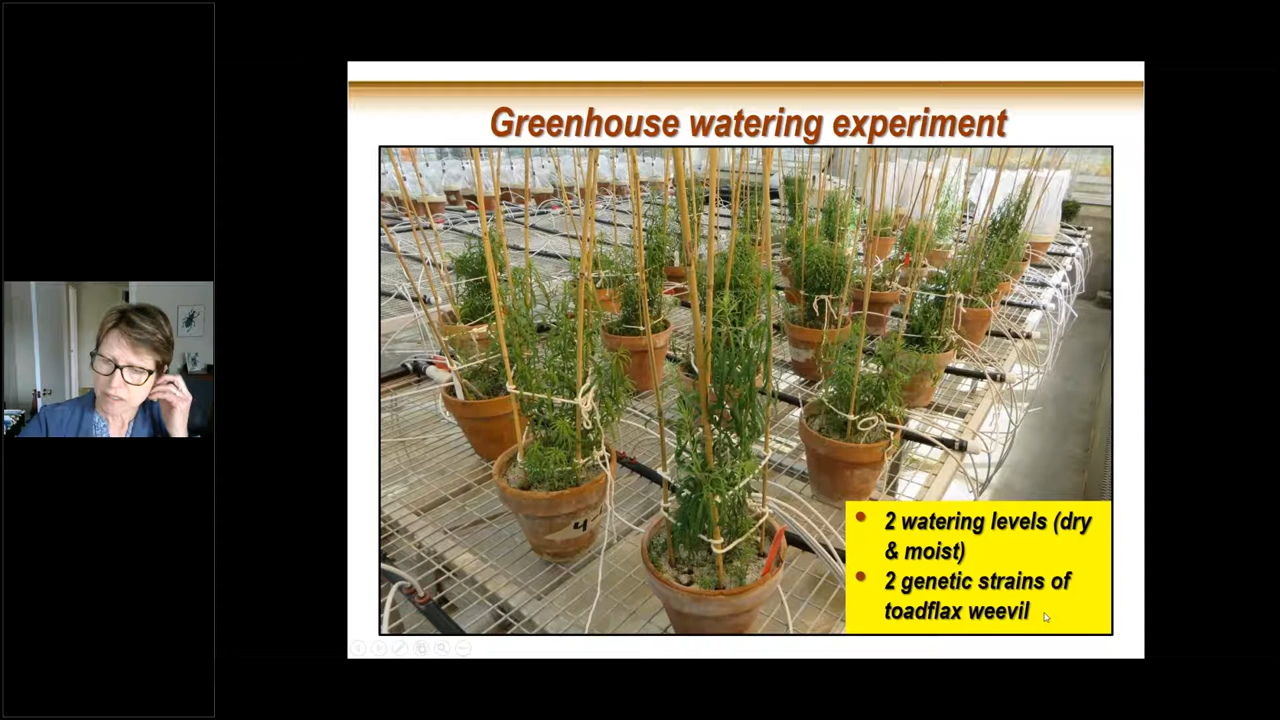 Greenhouse watering experiment
2 watering levels (dry
& moist)
2 genetic strains of
toadflax weevil